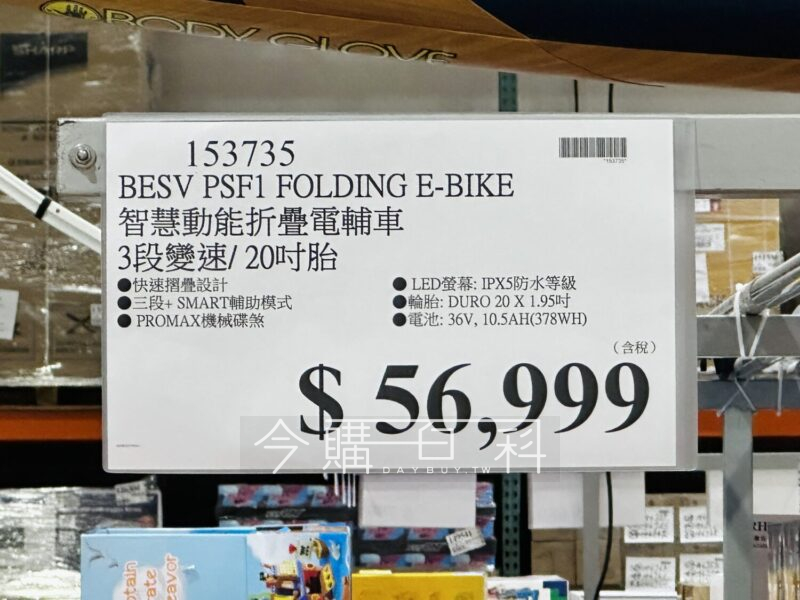 BODY GLOVE
153735
"153735"
BESV PSF1 FOLDING E-BIKE
智慧動能折疊電輔車
3段變速/ 20吋胎
●快速摺疊設計
●三段+ SMART輔助模式
● PROMAX機械碟煞
● LED螢幕: IPX5防水等級
●輪胎: DURO 20 X 1.95吋
●電池: 36V, 10.5AH(378WH)
(含稅)
$ 56,999
今購百科
DAYBUY.TW